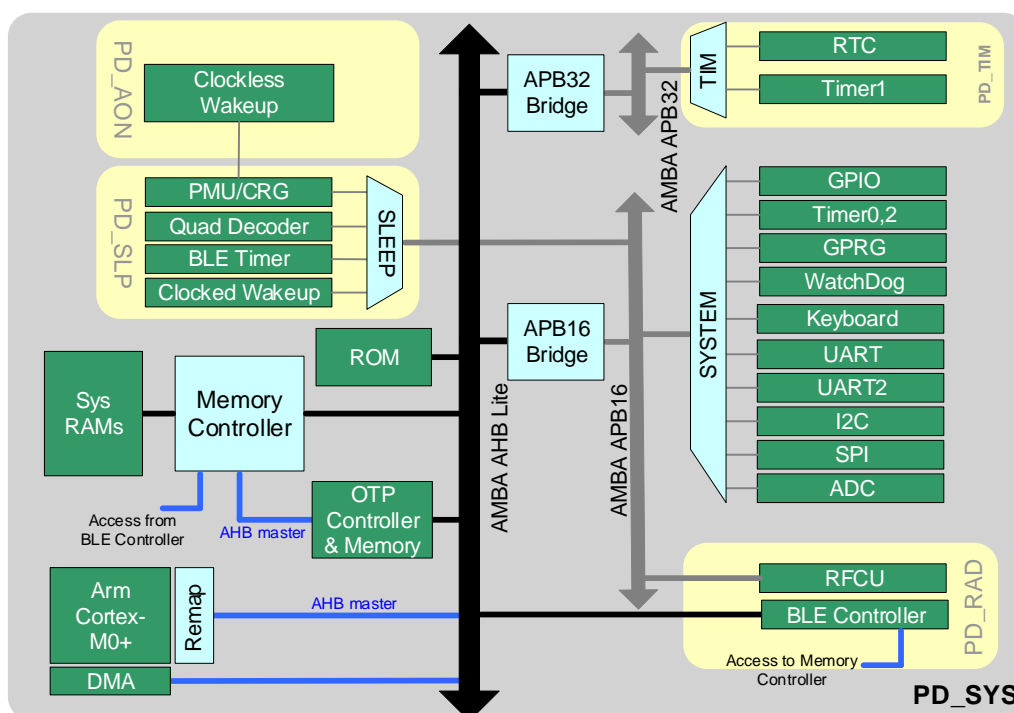 PD_AON
Clockless
Wakeup
PD_SLP
PMU/CRG
Quad Decoder
BLE Timer
Clocked Wakeup
SLEEP
APB32
Bridge
AMBA APB32
TIM
RTC
Timer1
PD_TIM
SYSTEM
GPIO
Timer0,2
GPRG
WatchDog
Keyboard
UART
UART2
I2C
SPI
ADC
ROM
APB16
Bridge
AMBA AHB Lite
AMBA APB16
Sys
RAMs
Memory
Controller
Access from
BLE Controller
AHB master
OTP
Controller
& Memory
Arm
Cortex-
M0+
Remap
AHB master
DMA
RFCU
BLE Controller
PD_RAD
Access to Memory
Controller
PD_SYS